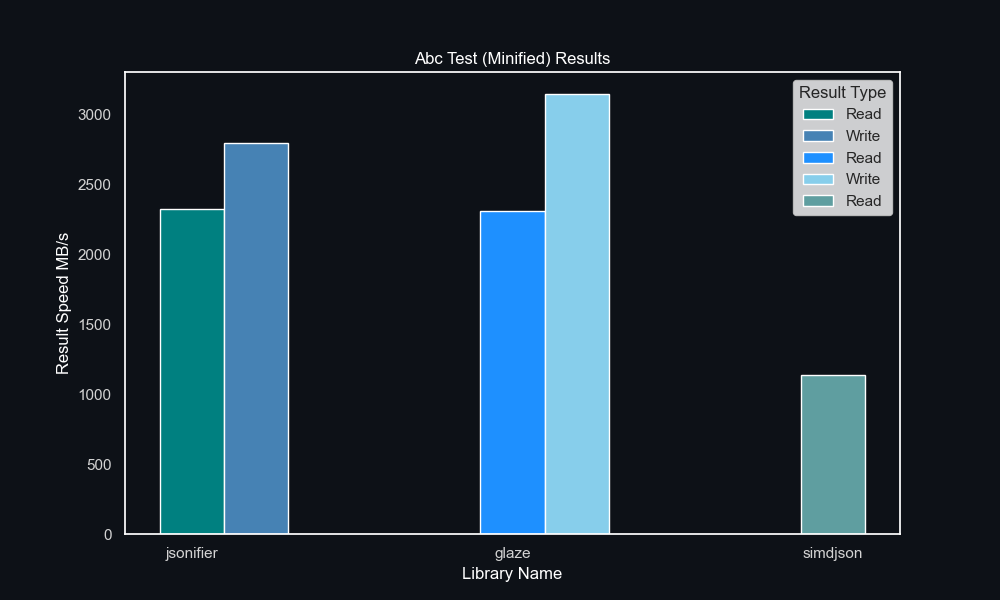 Abc Test (Minified) Results
Result Type
Read
Write
Read
Write
Read
3000
2500
2000
1500
1000
500
0
Result Speed MB/s
jsonifier
glaze
simdjson
Library Name